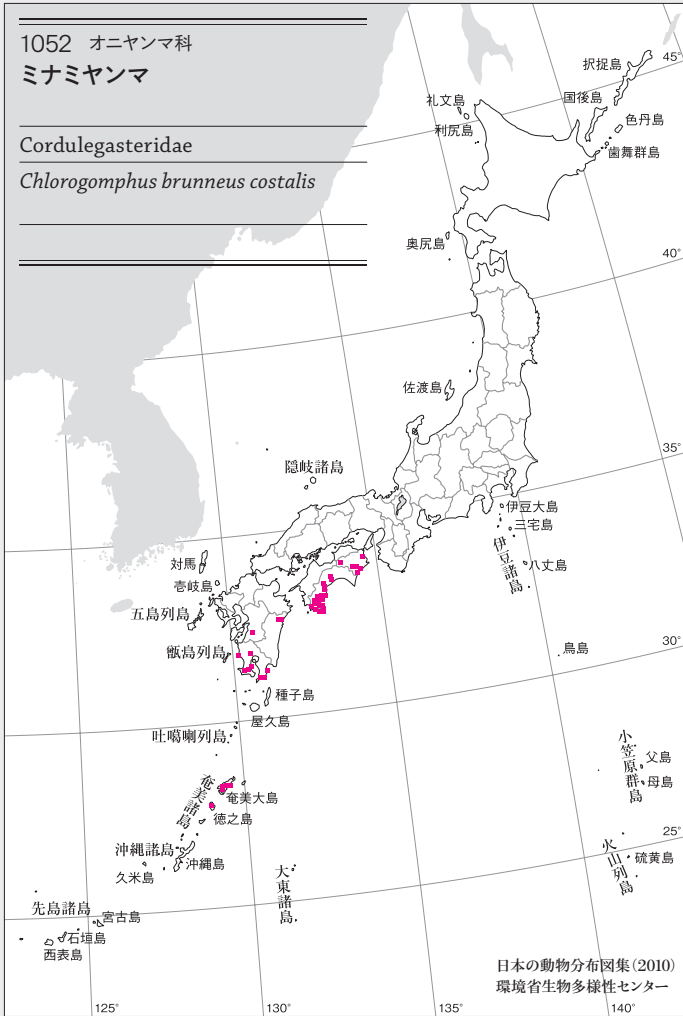 1052 オニヤンマ科
ミナミヤンマ
Cordulegasteridae
Chlorogomphus brunneus costalis
45°
択捉島
礼文島
国後島
利尻島
色丹島
歯舞群島
奥尻島
40°
佐渡島
35°
隠岐諸島
伊豆大島
三宅島
伊豆諸島
八丈島
対馬
壱岐島
五島列島
甑島列島
鳥島
30°
種子島
屋久島
吐噶喇列島
小笠原群島
父島
母島
奄美諸島
奄美大島
徳之島
25°
沖縄諸島
沖縄島
久米島
火山列島
硫黄島
大東諸島
先島諸島
宮古島
石垣島
西表島
日本の動物分布図集(2010)
環境省生物多様性センター
125°
130°
135°
140°